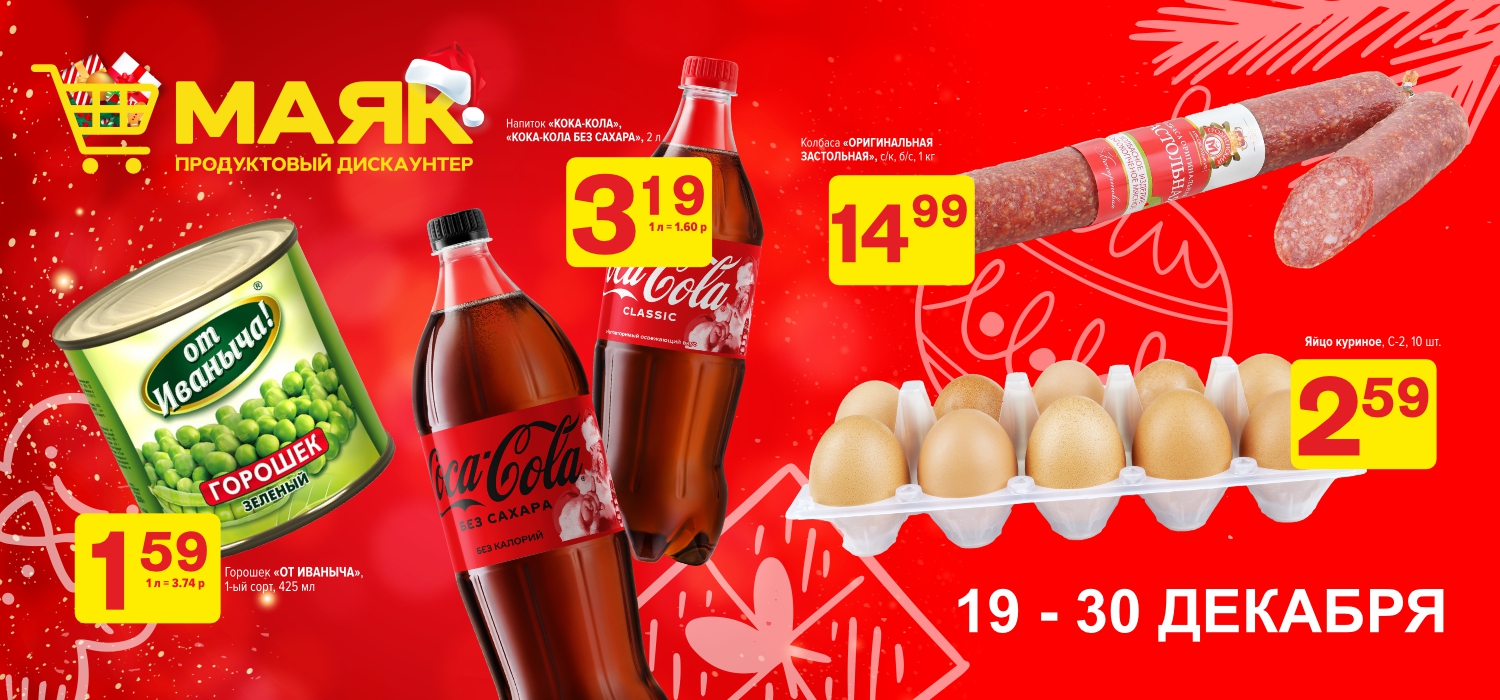 МАЯК
ПРОДУКТОВЫЙ ДИСКАУНТЕР
Напиток «КОКА-КОЛА»,
«КОКА-КОЛА БЕЗ САХАРА», 2 л
3 19
1 л = 1.60 р
Coca-Cola
CLASSIC
Колбаса «ОРИГИНАЛЬНАЯ
ЗАСТОЛЬНАЯ», с/к, б/с, 1 кг
14 99
от
Иваныча!
®
ГОРОШЕК
ЗЕЛЕНЫЙ
1 59
1 л = 3.74 р
Горошек «ОТ ИВАНЫЧА»,
1-ый сорт, 425 мл
Coca-Cola
БЕЗ САХАРА
БЕЗ КАЛОРИЙ
Яйцо куриное, С-2, 10 шт.
2 59
19 - 30 ДЕКАБРЯ